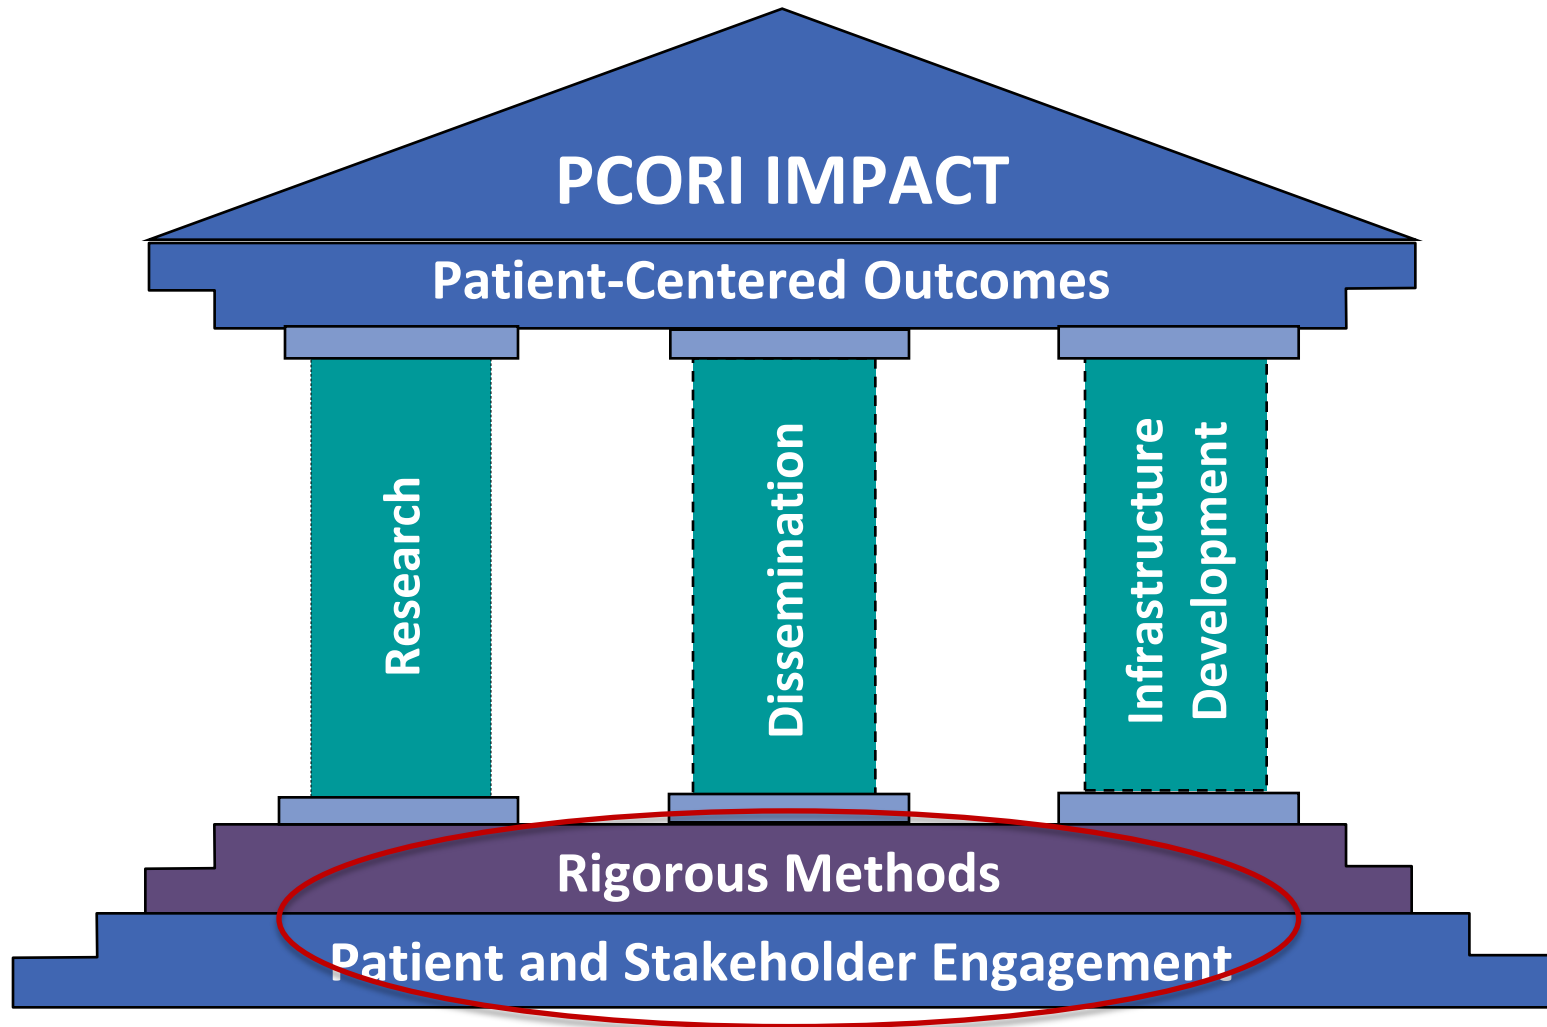 PCORI IMPACT
Patient-Centered Outcomes
Research
Dissemination
Infrastructure
Development
Rigorous Methods
Patient and Stakeholder Engagement